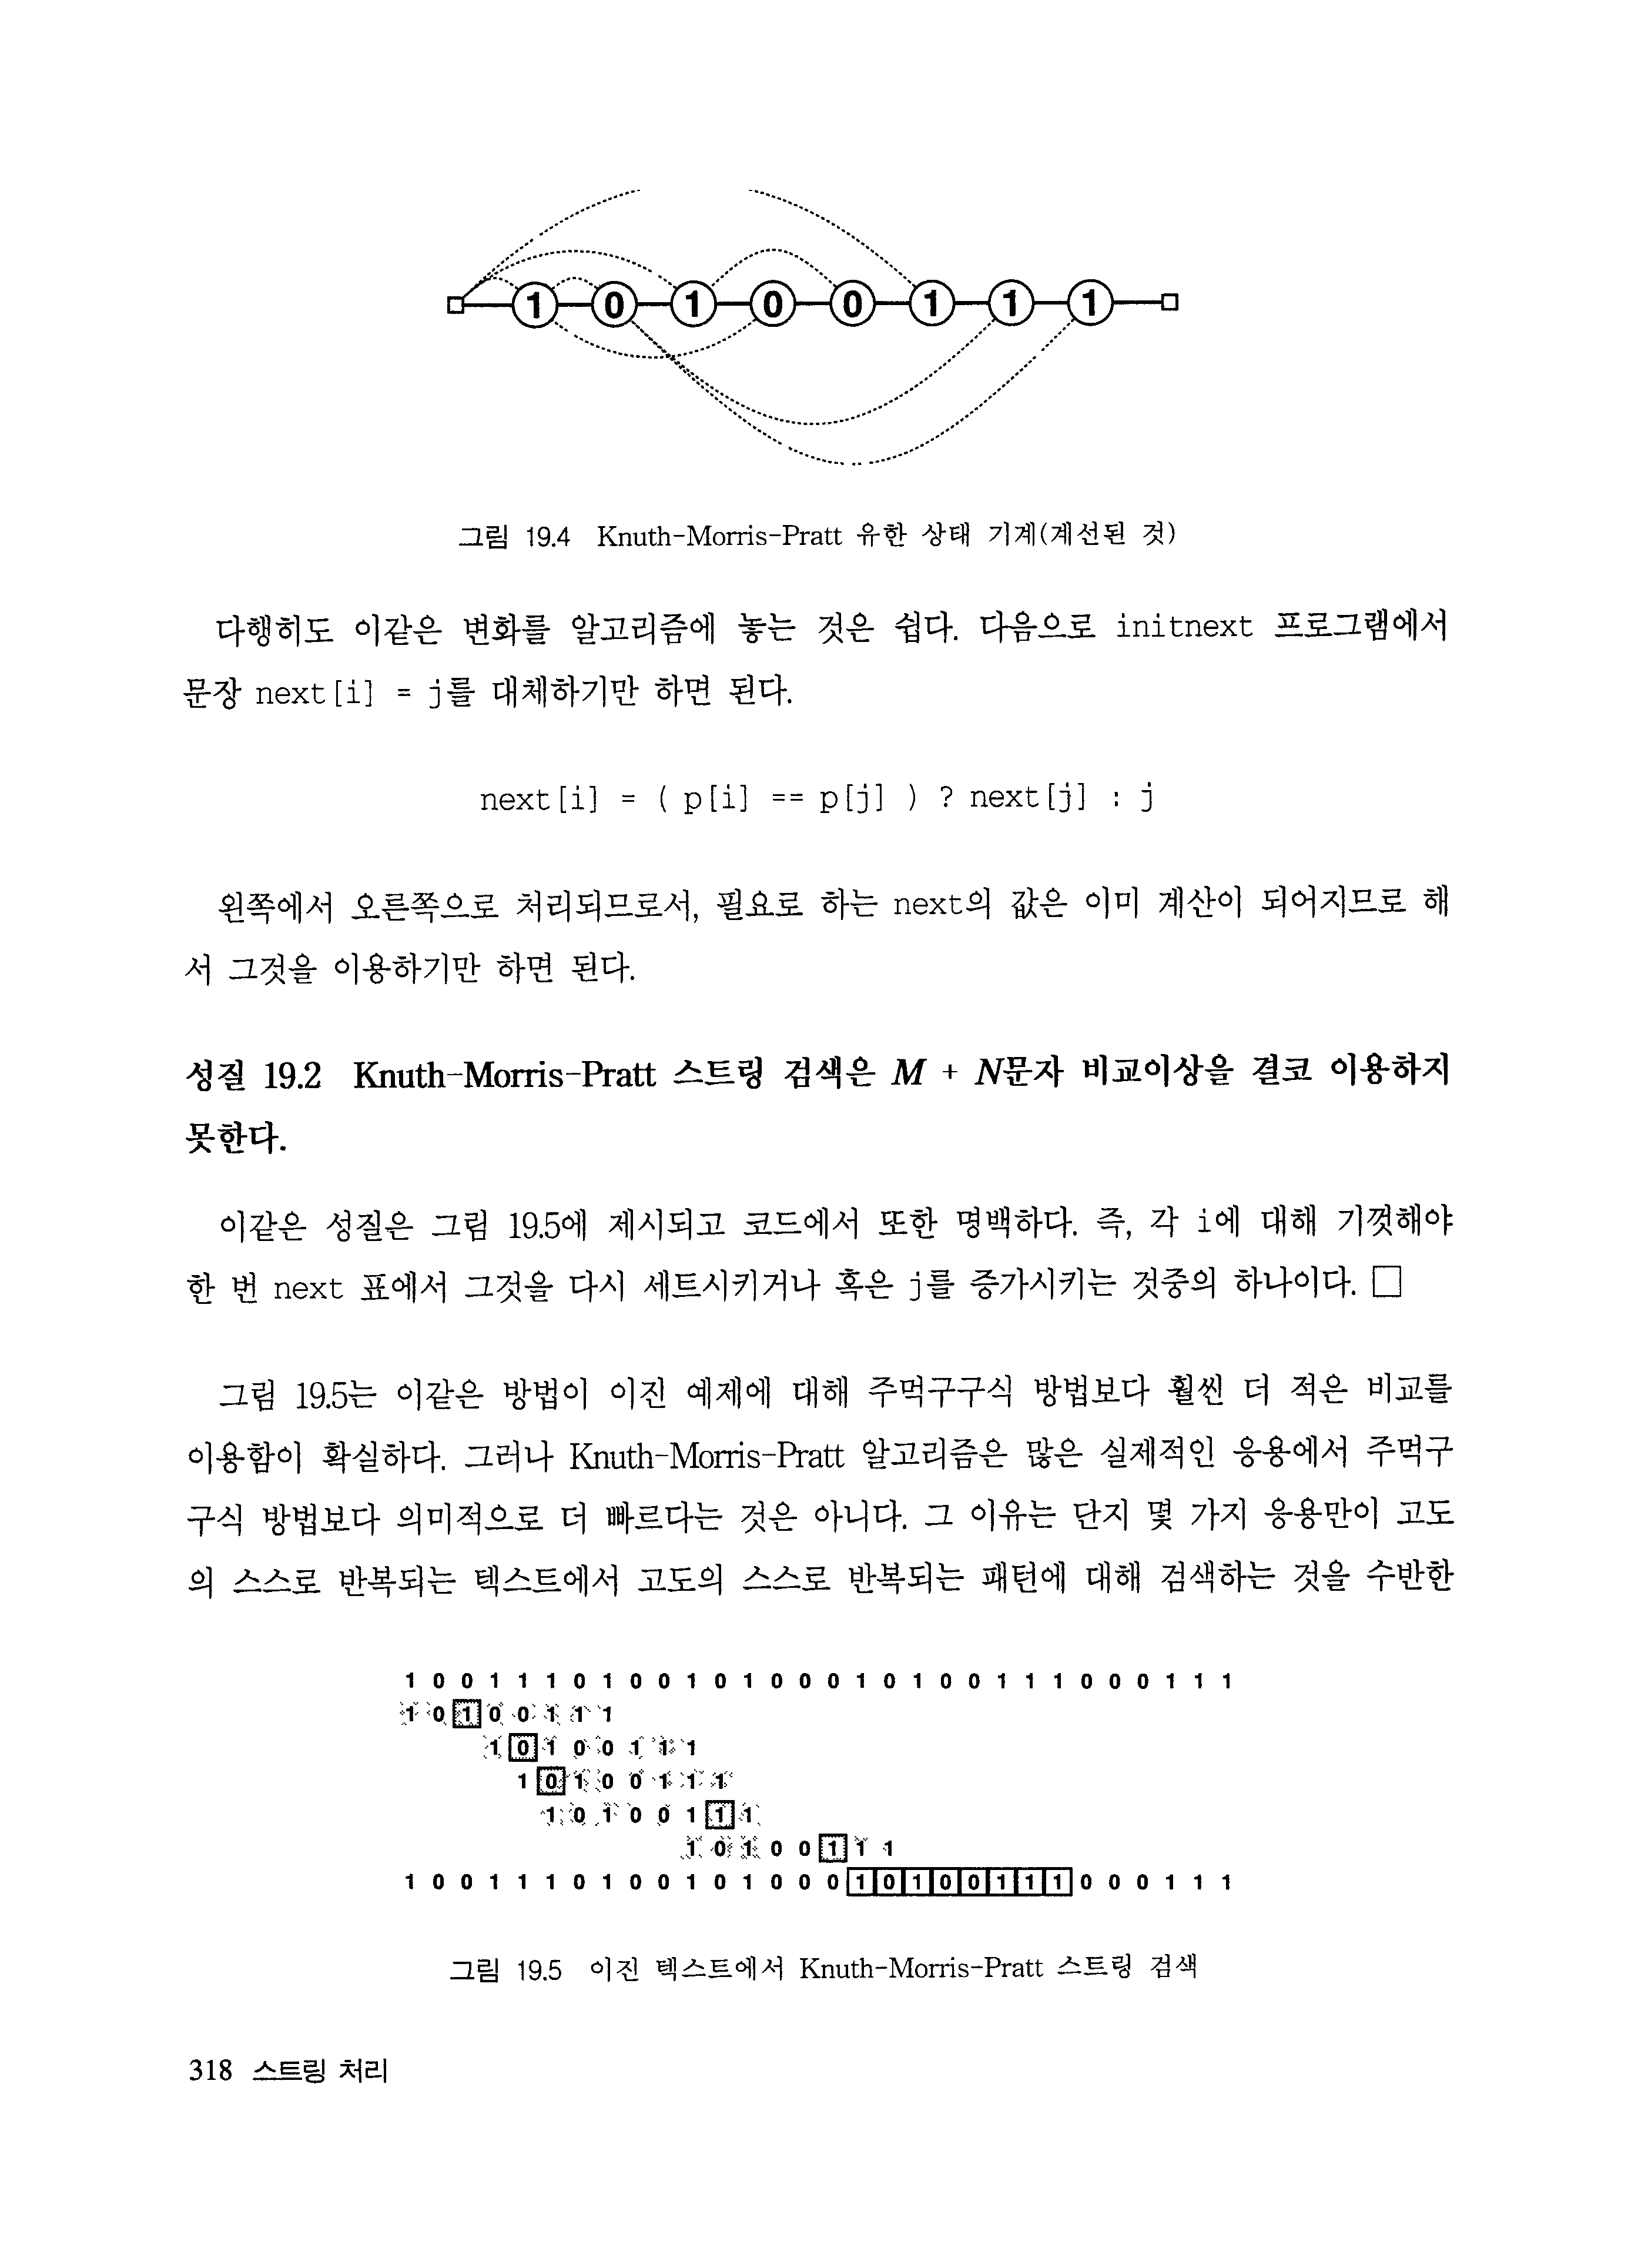 1 0 1 0 0 1 1 1
그림 19.4 Knuth-Morris-Pratt 유한 상태 기계(계선된 것)
다행히도 이같은 변화를 알고리즘에 놓는 것은 쉽다. 다음으로 initnext 프로그램에서
문장 next[i] = j를 대체하기만 하면 된다.
next[i] = ( p[i] == p[j] ) ? next[j] : j
왼쪽에서 오른쪽으로 처리되므로서, 필요로 하는 next의 값은 이미 계산이 되어지므로 해
서 그것을 이용하기만 하면 된다.
성질 19.2 Knuth-Morris-Pratt 스트링 검색은 M + N문자 비교이상을 결코 이용하지
못한다.
이같은 성질은 그림 19.5에 제시되고 코드에서 또한 명백하다. 즉, 각 i에 대해 기껏해야
한 번 next 표에서 그것을 다시 세트시키거나 혹은 j를 증가시키는 것중의 하나이다. □
그림 19.5는 이같은 방법이 이진 예제에 대해 주먹구구식 방법보다 훨씬 더 적은 비교를
이용함이 확실하다. 그러나 Knuth-Morris-Pratt 알고리즘은 많은 실제적인 응용에서 주먹구
구식 방법보다 의미적으로 더 빠르다는 것은 아니다. 그 이유는 단지 몇 가지 응용만이 고도
의 스스로 반복되는 텍스트에서 고도의 스스로 반복되는 패턴에 대해 검색하는 것을 수반한
1 0 0 1 1 1 0 1 0 0 1 0 1 0 0 0 1 0 1 0 0 1 1 1 0 0 0 1 1 1
1 0 1 0 0 1 1 1
1 0 1 0 0 1 1 1
1 0 1 0 0 1 1 1
1 0 1 0 0 1 1 1
1 0 1 0 0 1 1 1
1 0 0 1 1 1 0 1 0 0 1 0 1 0 0 0 1 0 1 0 0 1 1 1 0 0 0 1 1 1
그림 19.5 이진 텍스트에서 Knuth-Morris-Pratt 스트링 검색
318 스트링 처리